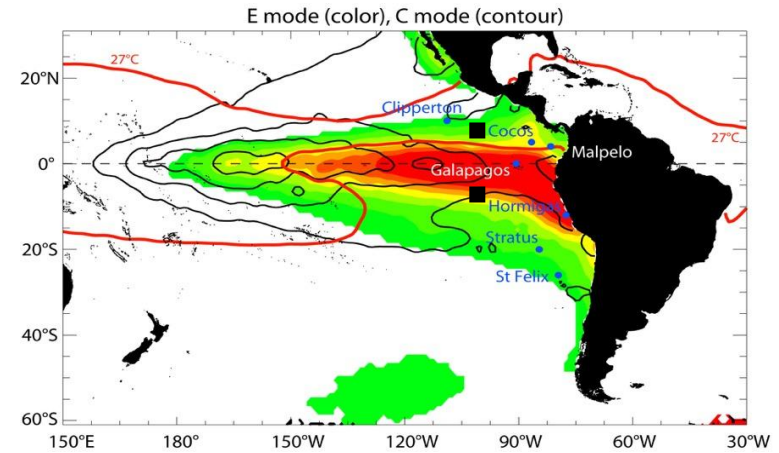 E mode (color), C mode (contour)
27°C
20°N
Clipperton
Cocos
27°C
Malpelo
0°
Galapagos
Hormigas
20°S
Stratus
St Felix
40°S
60°S
150°E 180° 150°W 120°W 90°W 60°W 30°W